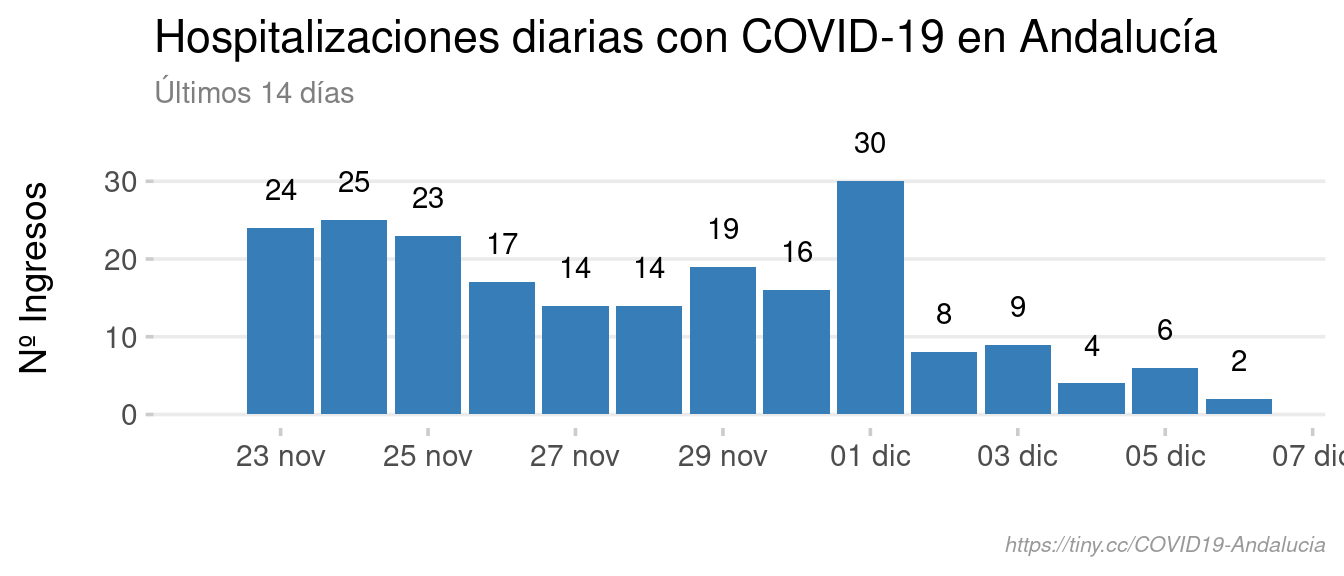 Hospitalizaciones diarias con COVID-19 en Andalucía
Últimos 14 días
Nº Ingresos
30
20
10
0
24 25 23 17 14 14 19 16 30 8 9 4 6 2
23 nov 25 nov 27 nov 29 nov 01 dic 03 dic 05 dic 07 dic
https://tiny.cc/COVID19-Andalucia